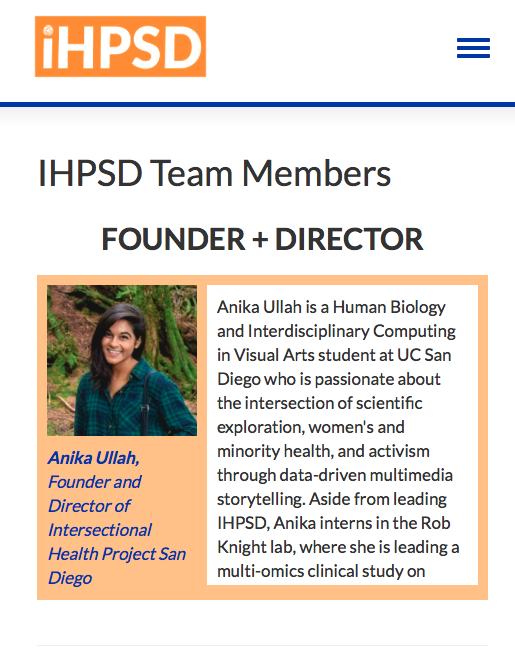 iHPSD
IHPSD Team Members
FOUNDER + DIRECTOR
Anika Ullah,
Founder and
Director of
Intersectional
Health Project San
Diego
Anika Ullah is a Human Biology
and Interdisciplinary Computing
in Visual Arts student at UC San
Diego who is passionate about
the intersection of scientific
exploration, women's and
minority health, and activism
through data-driven multimedia
storytelling. Aside from leading
IHPSD, Anika interns in the Rob
Knight lab, where she is leading a
multi-omics clinical study on